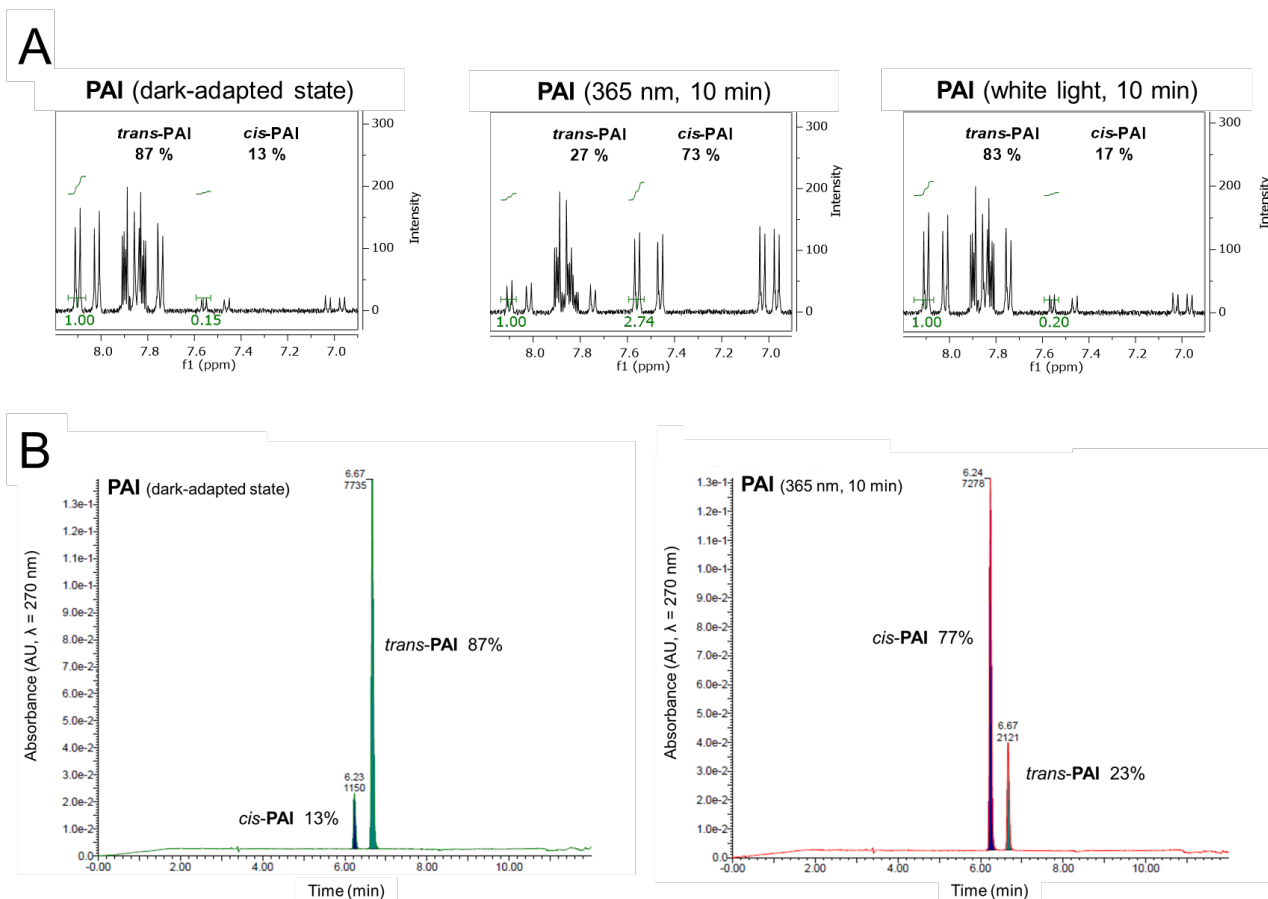 A
PAI (dark-adapted state)
trans-PAI cis-PAI
87 % 13 %
300
200
100
0
Intensity
1.00 0.15
8.0 7.8 7.6 7.4 7.2 7.0
f1 (ppm)
PAI (365 nm, 10 min)
trans-PAI cis-PAI
27 % 73 %
300
200
100
0
Intensity
1.00 2.74
8.0 7.8 7.6 7.4 7.2 7.0
f1 (ppm)
PAI (white light, 10 min)
trans-PAI cis-PAI
83 % 17 %
300
200
100
0
Intensity
1.00 0.20
8.0 7.8 7.6 7.4 7.2 7.0
f1 (ppm)
B
PAI (dark-adapted state)
6.67
7735
1.3e-1
1.2e-1
1.1e-1
1.0e-1
9.0e-2
8.0e-2
7.0e-2
6.0e-2
5.0e-2
4.0e-2
3.0e-2
2.0e-2
1.0e-2
0.0
Absorbance (AU, λ = 270 nm)
trans-PAI 87%
6.23
1150
cis-PAI 13%
-0.00 2.00 4.00 6.00 8.00 10.00
Time (min)
PAI (365 nm, 10 min)
6.24
7278
1.3e-1
1.2e-1
1.1e-1
1.0e-1
9.0e-2
8.0e-2
7.0e-2
6.0e-2
5.0e-2
4.0e-2
3.0e-2
2.0e-2
1.0e-2
0.0
Absorbance (AU, λ = 270 nm)
cis-PAI 77%
6.67
2121
trans-PAI 23%
-0.00 2.00 4.00 6.00 8.00 10.00
Time (min)